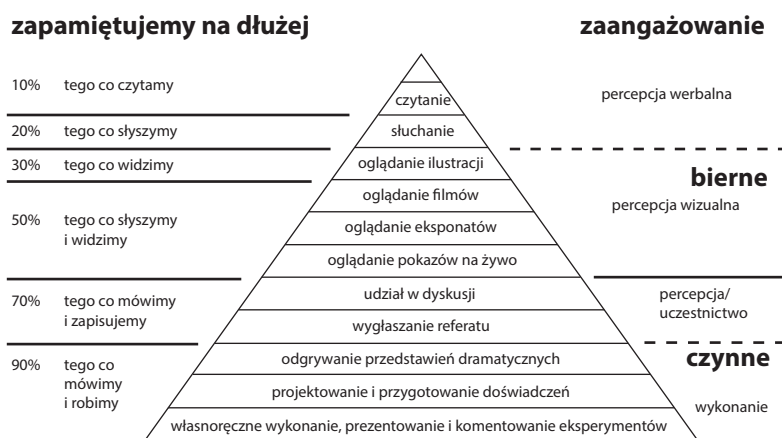 zapamiętujemy na dłużej
10% tego co czytamy
20% tego co słyszymy
30% tego co widzimy
50% tego co słyszymy
i widzimy
70% tego co mówimy
i zapisujemy
90% tego co
mówimy
i robimy
czytanie
słuchanie
oglądanie ilustracji
oglądanie filmów
oglądanie eksponatów
oglądanie pokazów na żywo
udział w dyskusji
wygłaszanie referatu
odgrywanie przedstawień dramatycznych
projektowanie i przygotowanie doświadczeń
własnoręczne wykonanie, prezentowanie i komentowanie eksperymentów
zaangażowanie
percepcja werbalna
bierne
percepcja wizualna
percepcja/
uczestnictwo
czynne
wykonanie